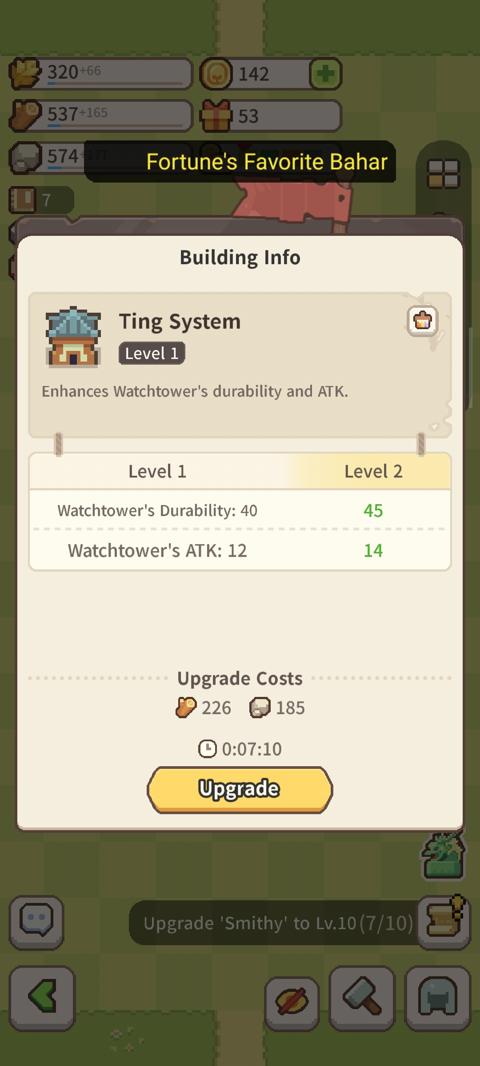 320 +66
142
537 +165
53
574
Fortune's Favorite Bahar
7
Building Info
Ting System
Level 1
Enhances Watchtower's durability and ATK.
Level 1 Level 2
Watchtower's Durability: 40 45
Watchtower's ATK: 12 14
Upgrade Costs
226 185
0:07:10
Upgrade
Upgrade 'Smithy' to Lv.10 (7/10)